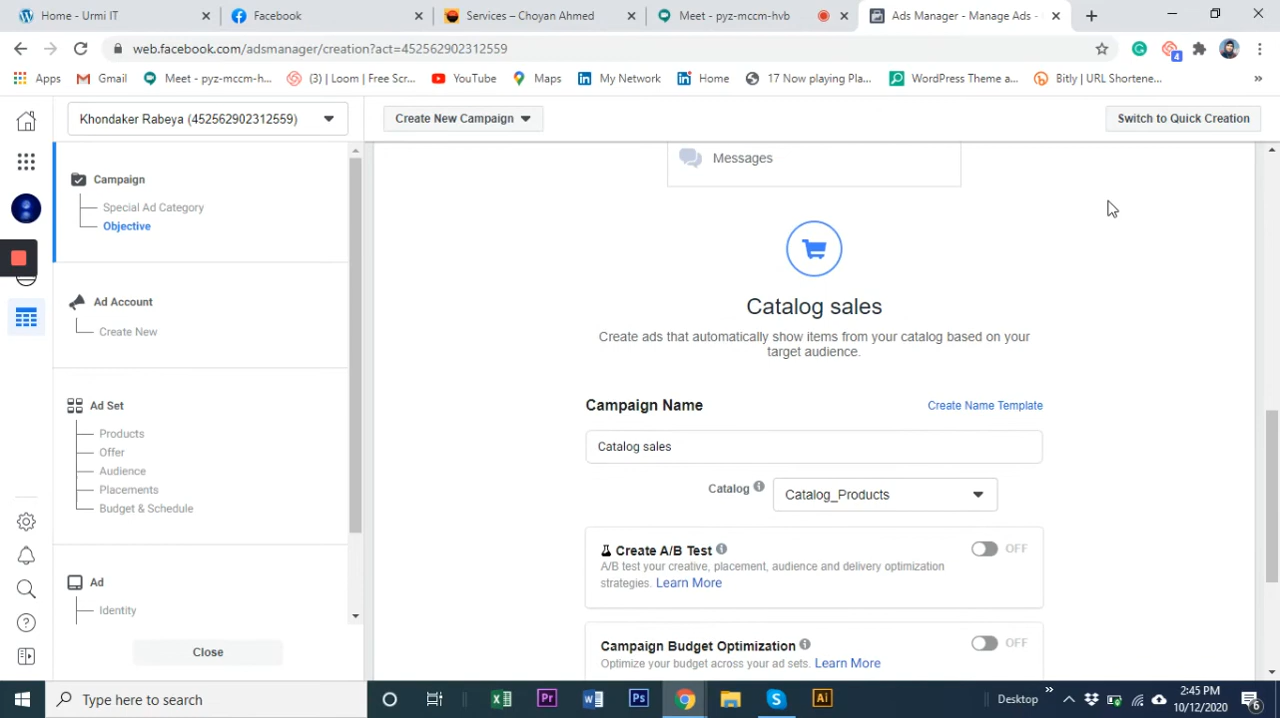 Home - Urmi IT
Facebook
Services – Choyan Ahmed
Meet - pyz-mccm-hvb
Ads Manager - Manage Ads -
web.facebook.com/adsmanager/creation?act=452562902312559
4
Apps
Gmail
Meet - pyz-mccm-h...
(3) | Loom | Free Scr...
YouTube
Maps
My Network
Home
17 Now playing Pla...
WordPress Theme a...
Bitly | URL Shortene...
Khondaker Rabeya (452562902312559)
Create New Campaign
Switch to Quick Creation
Campaign
Special Ad Category
Objective
Ad Account
Create New
Ad Set
Products
Offer
Audience
Placements
Budget & Schedule
Ad
Identity
Close
Messages
Catalog sales
Create ads that automatically show items from your catalog based on your
target audience.
Campaign Name
Create Name Template
Catalog sales
Catalog
Catalog_Products
Create A/B Test
OFF
A/B test your creative, placement, audience and delivery optimization
strategies. Learn More
Campaign Budget Optimization
OFF
Optimize your budget across your ad sets. Learn More
Type here to search
Pr
Ps
Ai
Desktop
2:45 PM
10/12/2020
6